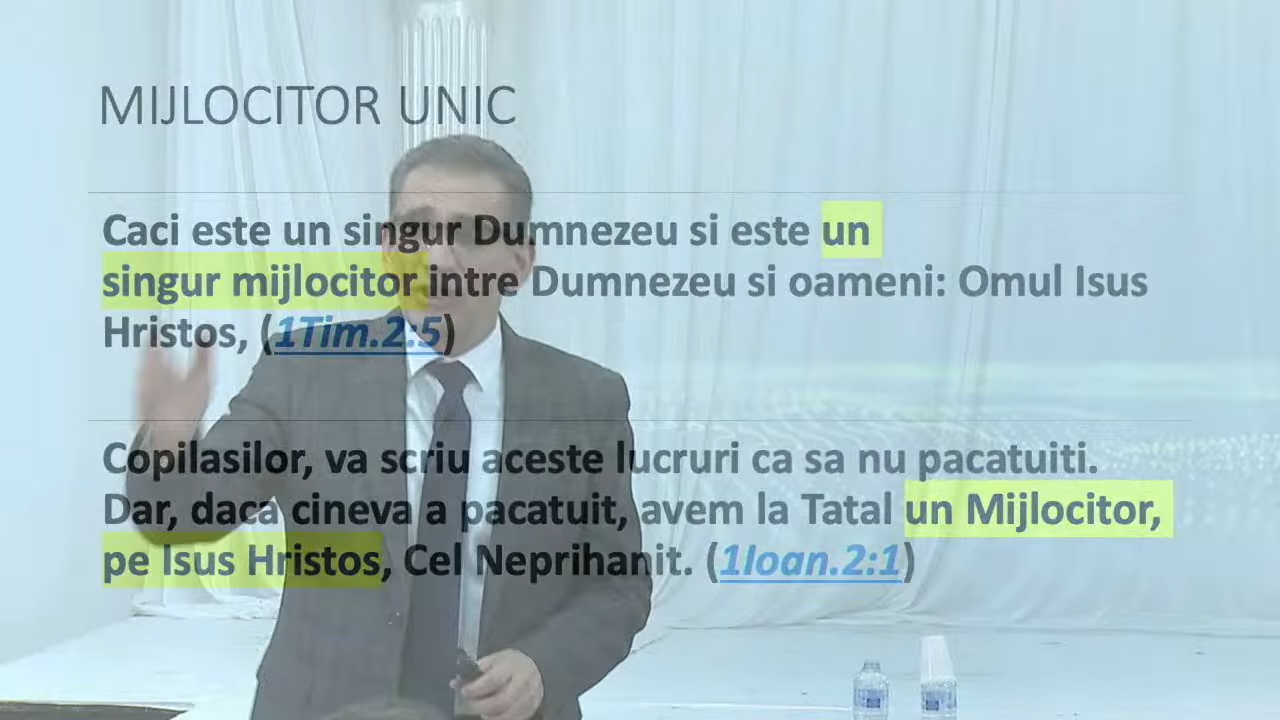 MIJLOCITOR UNIC
Caci este un singur Dumnezeu si este un
singur mijlocitor intre Dumnezeu si oameni: Omul Isus
Hristos, (1Tim.2:5)
Copilasilor, va scriu aceste lucruri ca sa nu pacatuiti.
Dar, daca cineva a pacatuit, avem la Tatal un Mijlocitor,
pe Isus Hristos, Cel Neprihanit. (1Ioan.2:1)